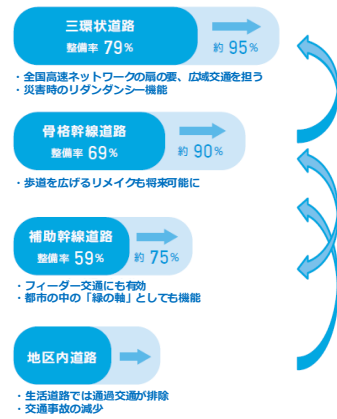 三環状道路
整備率 79%
約 95%
・全国高速ネットワークの扇の要、広域交通を担う
・災害時のリダンダンシー機能
骨格幹線道路
整備率 69%
約 90%
・歩道を広げるリメイクも将来可能に
補助幹線道路
整備率 59%
約 75%
・フィーダー交通にも有効
・都市の中の「緑の軸」としても機能
地区内道路
・生活道路では通過交通が排除
・交通事故の減少